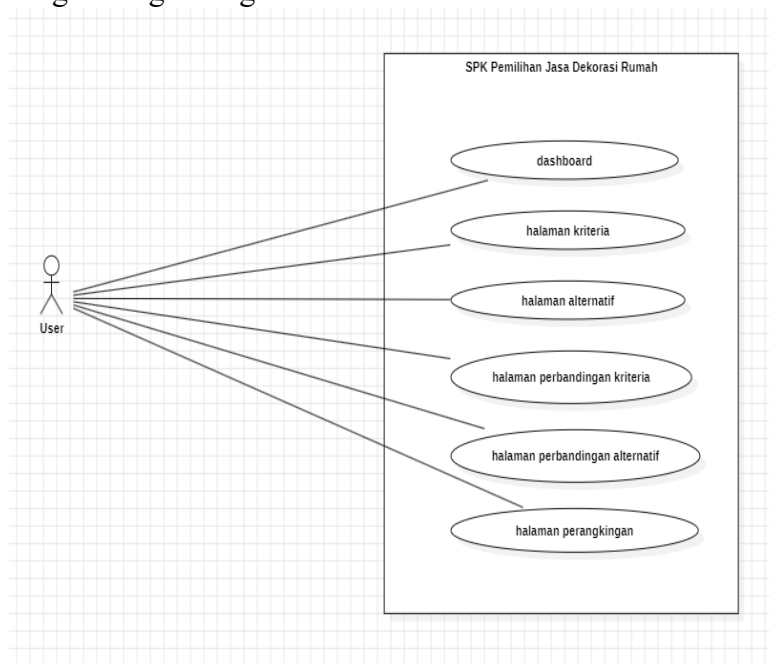 SPK Pemilihan Jasa Dekorasi Rumah
dashboard
halaman kriteria
halaman alternatif
User
halaman perbandingan kriteria
halaman perbandingan alternatif
halaman perangkingan